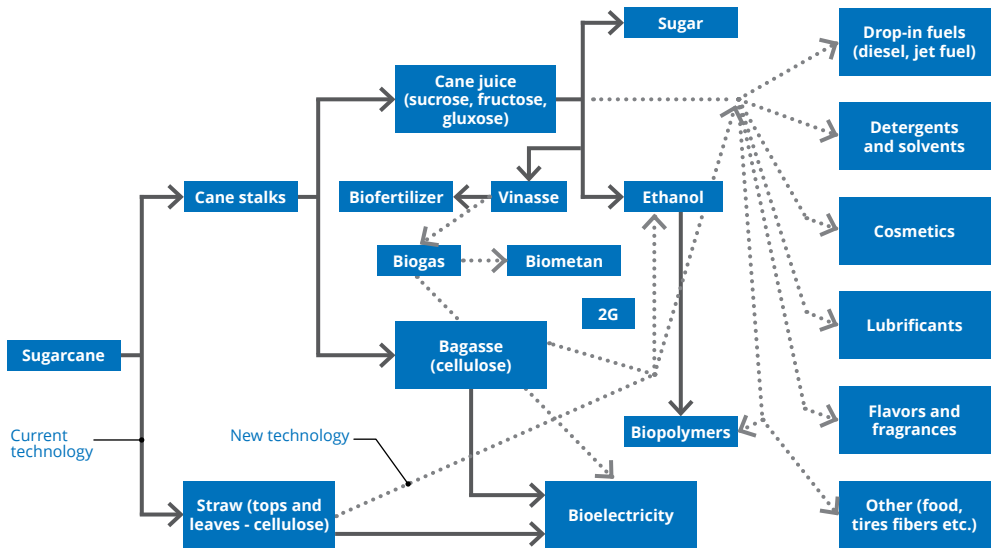 Sugar
Drop-in fuels
(diesel, jet fuel)
Cane juice
(sucrose, fructose,
gluxose)
Detergents
and solvents
Cane stalks
Biofertilizer
Vinasse
Ethanol
Cosmetics
Biogas
Biometan
2G
Lubrificants
Sugarcane
Bagasse
(cellulose)
Flavors and
fragrances
Current
technology
New technology
Biopolymers
Straw (tops and
leaves - cellulose)
Bioelectricity
Other (food,
tires fibers etc.)